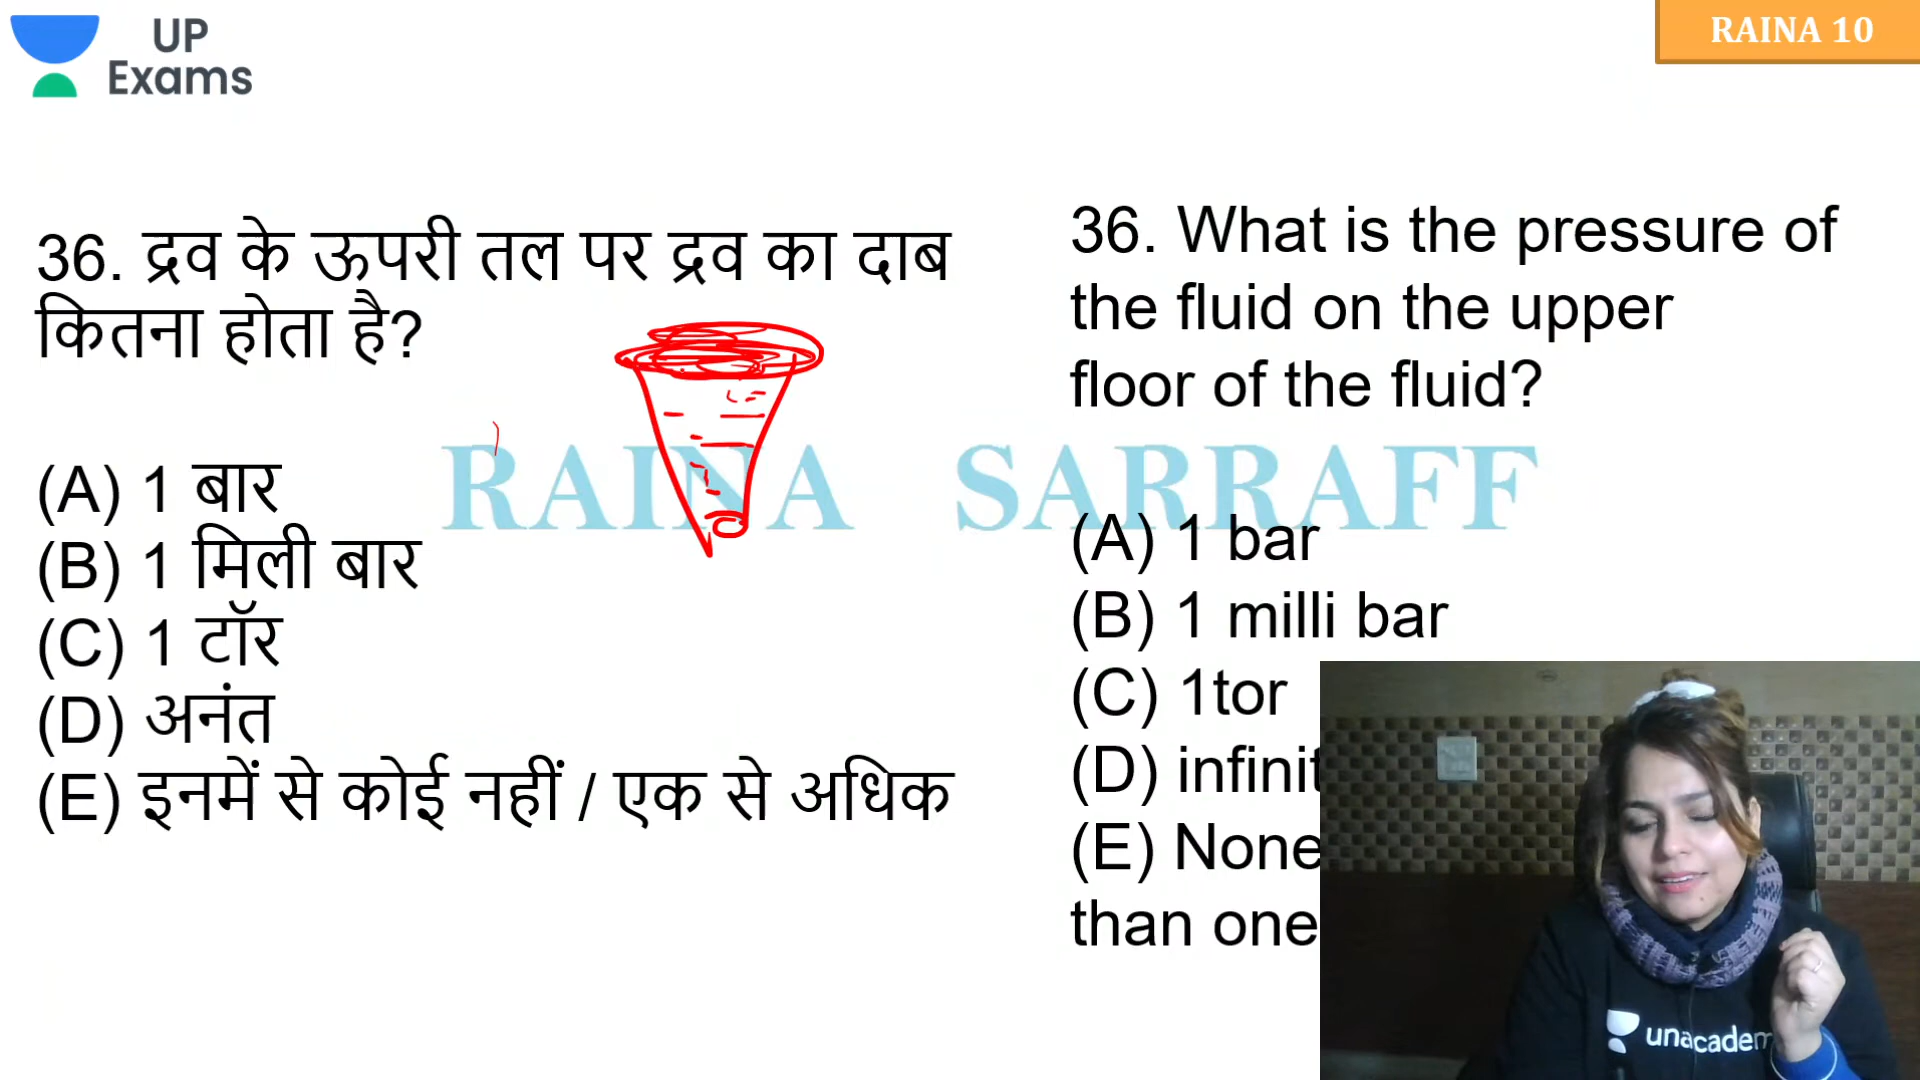 UP
Exams
RAINA 10
36. द्रव के ऊपरी तल पर द्रव का दाब
कितना होता है?
(A) 1 बार
(B) 1 मिली बार
(C) 1 टॉर
(D) अनंत
(E) इनमें से कोई नहीं / एक से अधिक
RAINA SARRAFF
36. What is the pressure of
the fluid on the upper
floor of the fluid?
(A) 1 bar
(B) 1 milli bar
(C) 1tor
(D) infinit
(E) None
than one
unacadem